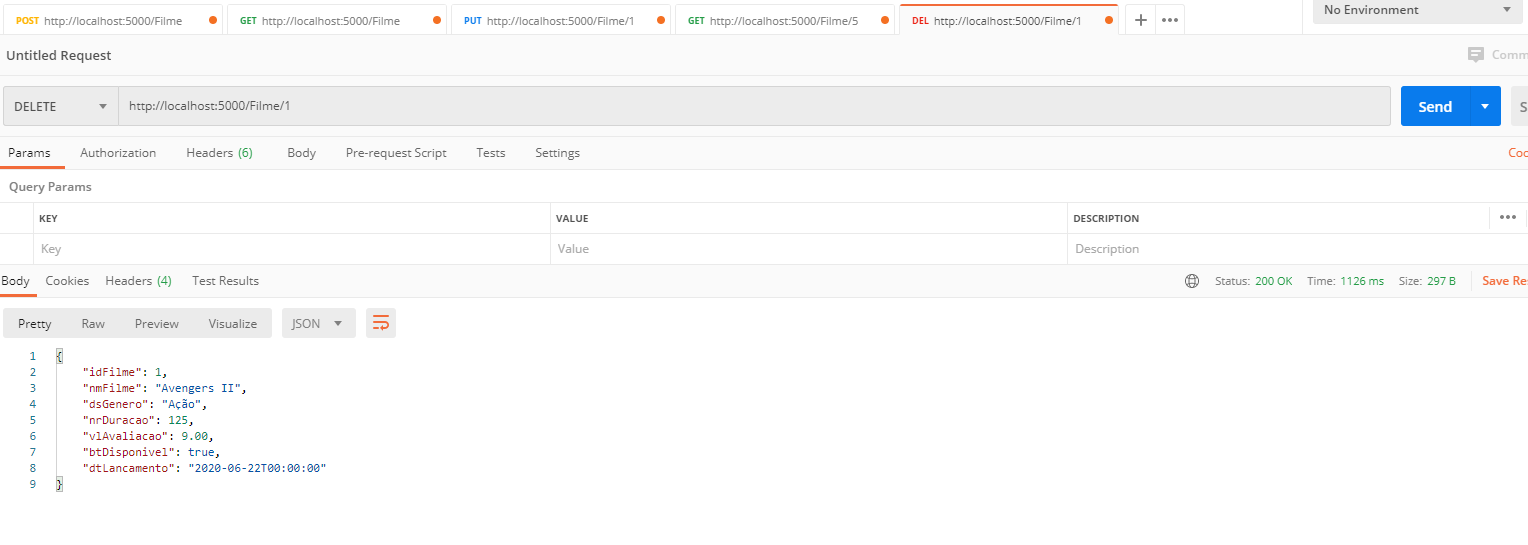 POST http://localhost:5000/Filme GET http://localhost:5000/Filme PUT http://localhost:5000/Filme/1 GET http://localhost:5000/Filme/5 DEL http://localhost:5000/Filme/1 + ••• No Environment
Untitled Request Comm
DELETE http://localhost:5000/Filme/1 Send S
Params Authorization Headers (6) Body Pre-request Script Tests Settings Coo
Query Params
KEY VALUE DESCRIPTION •••
Key Value Description
Body Cookies Headers (4) Test Results Status: 200 OK Time: 1126 ms Size: 297 B Save Res
Pretty Raw Preview Visualize JSON
1 {
2 "idFilme": 1,
3 "nmFilme": "Avengers II",
4 "dsGenero": "Ação",
5 "nrDuracao": 125,
6 "vlAvaliacao": 9.00,
7 "btDisponivel": true,
8 "dtLancamento": "2020-06-22T00:00:00"
9 }